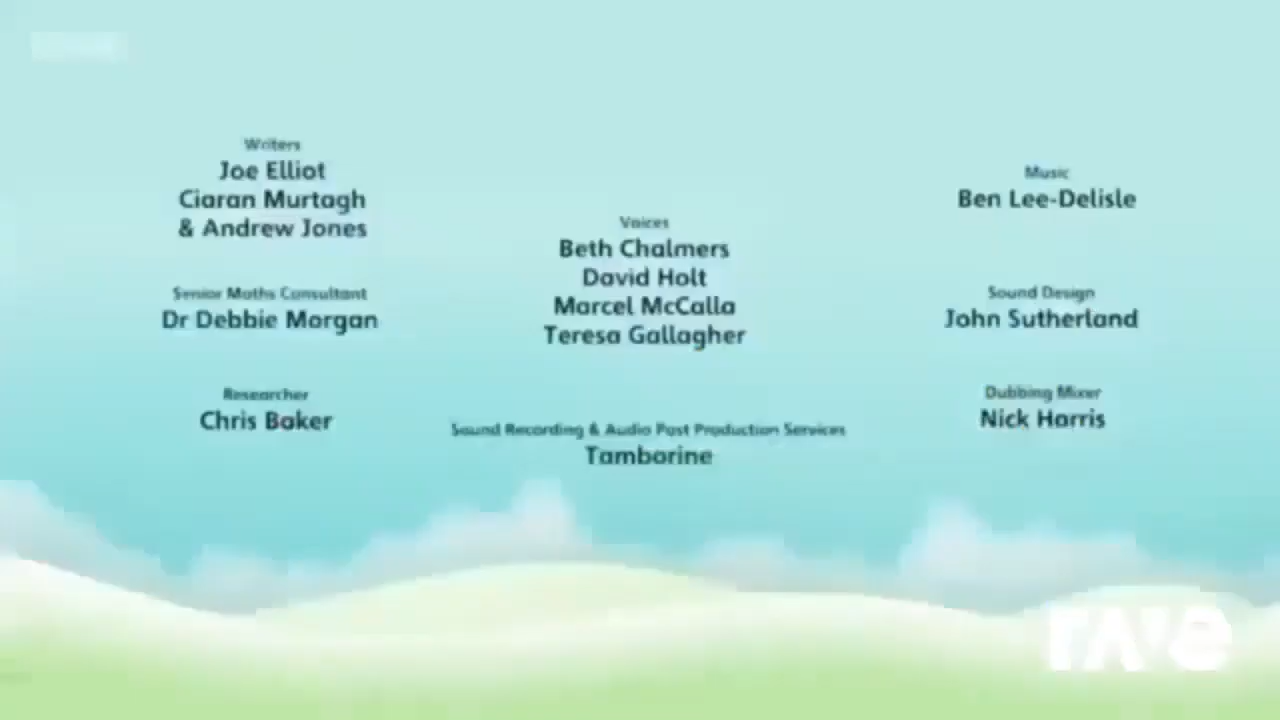 Writers
Joe Elliot
Ciaran Murtagh
& Andrew Jones
Senior Maths Consultant
Dr Debbie Morgan
Researcher
Chris Baker
Voices
Beth Chalmers
David Holt
Marcel McCalla
Teresa Gallagher
Sound Recording & Audio Post Production Services
Tamborine
Music
Ben Lee-Delisle
Sound Design
John Sutherland
Dubbing Mixer
Nick Harris